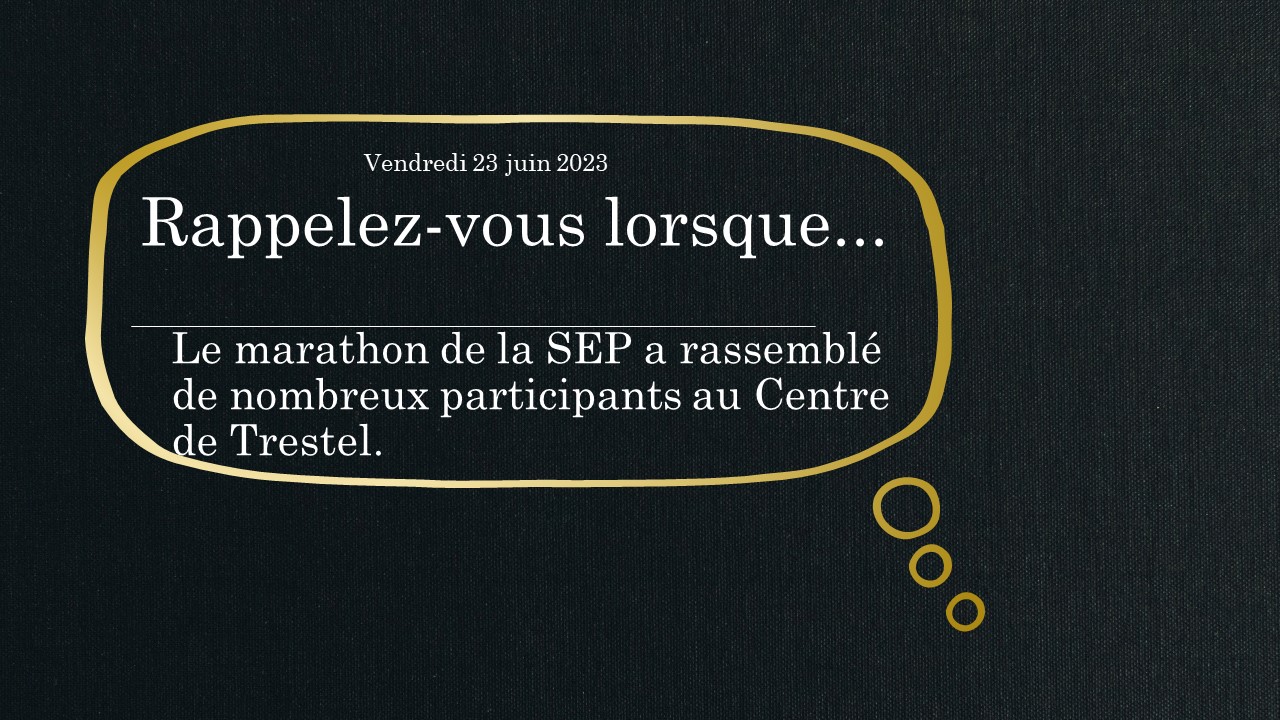 Vendredi 23 juin 2023
Rappelez-vous lorsque...
Le marathon de la SEP a rassemblé
de nombreux participants au Centre
de Trestel.